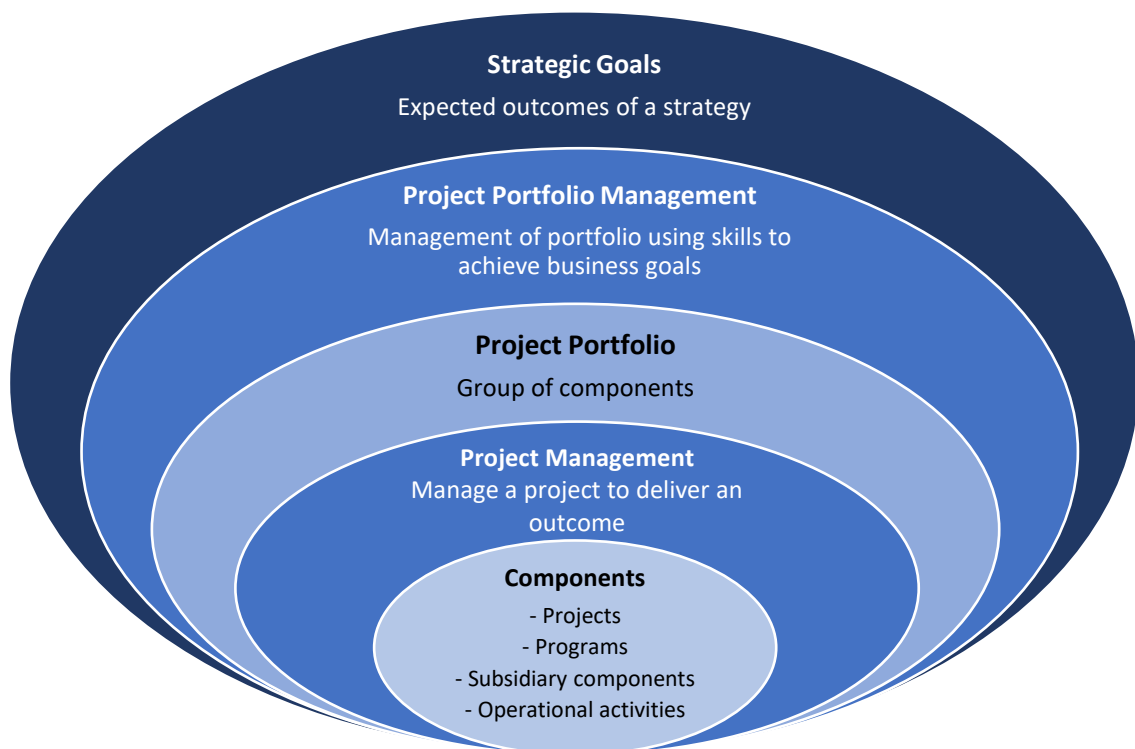 Strategic Goals
Expected outcomes of a strategy
Project Portfolio Management
Management of portfolio using skills to
achieve business goals
Project Portfolio
Group of components
Project Management
Manage a project to deliver an
outcome
Components
- Projects
- Programs
- Subsidiary components
- Operational activities